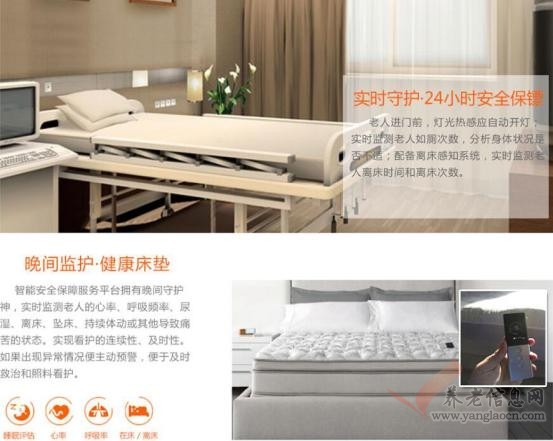 实时守护·24小时安全保镖
老人进门前，灯光热感应自动开灯；
实时监测老人如厕次数，分析身体状况是
否不适；配备离床感知系统，实时监测老
人离床时间和离床次数。
晚间监护·健康床垫
智能安全保障服务平台拥有晚间守护
神，实时监测老人的心率、呼吸频率、尿
湿、离床、坠床、持续体动或其他导致痛
苦的状态。实现看护的连续性、及时性。
如果出现异常情况便主动预警，便于及时
救治和照料看护。
睡眠评估 心率 呼吸率 在床/离床
养老信息网
www.yanglaocn.com